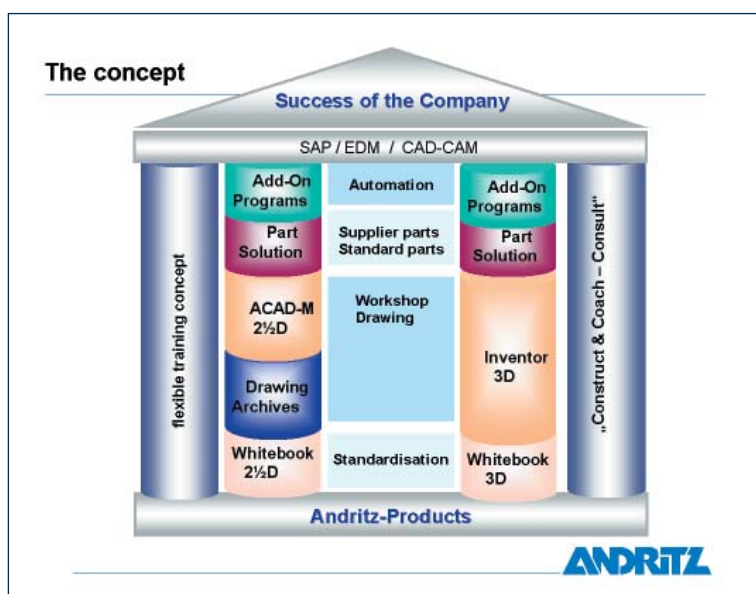 The concept
Success of the Company
SAP / EDM / CAD-CAM
flexible training concept
Add-On
Programs
Part
Solution
ACAD-M
2½D
Drawing
Archives
Whitebook
2½D
Automation
Supplier parts
Standard parts
Workshop
Drawing
Standardisation
Add-On
Programs
Part
Solution
Inventor
3D
Whitebook
3D
„Construct & Coach – Consult“
Andritz-Products
ANDRITZ